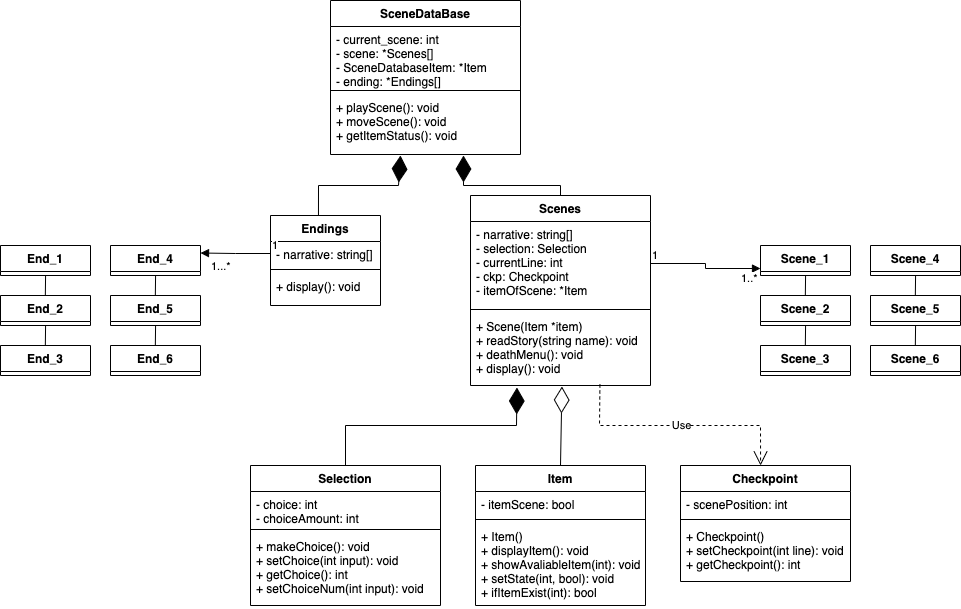 SceneDataBase
- current_scene: int
- scene: *Scenes[]
- SceneDatabaseItem: *Item
- ending: *Endings[]
+ playScene(): void
+ moveScene(): void
+ getItemStatus(): void
Endings
1
- narrative: string[]
+ display(): void
1...*
End_1
End_2
End_3
End_4
End_5
End_6
Scenes
- narrative: string[]
- selection: Selection
- currentLine: int
- ckp: Checkpoint
- itemOfScene: *Item
+ Scene(Item *item)
+ readStory(string name): void
+ deathMenu(): void
+ display(): void
1
1..*
Scene_1
Scene_2
Scene_3
Scene_4
Scene_5
Scene_6
Use
Selection
- choice: int
- choiceAmount: int
+ makeChoice(): void
+ setChoice(int input): void
+ getChoice(): int
+ setChoiceNum(int input): void
Item
- itemScene: bool
+ Item()
+ displayItem(): void
+ showAvaliableItem(int): void
+ setState(int, bool): void
+ ifItemExist(int): bool
Checkpoint
- scenePosition: int
+ Checkpoint()
+ setCheckpoint(int line): void
+ getCheckpoint(): int